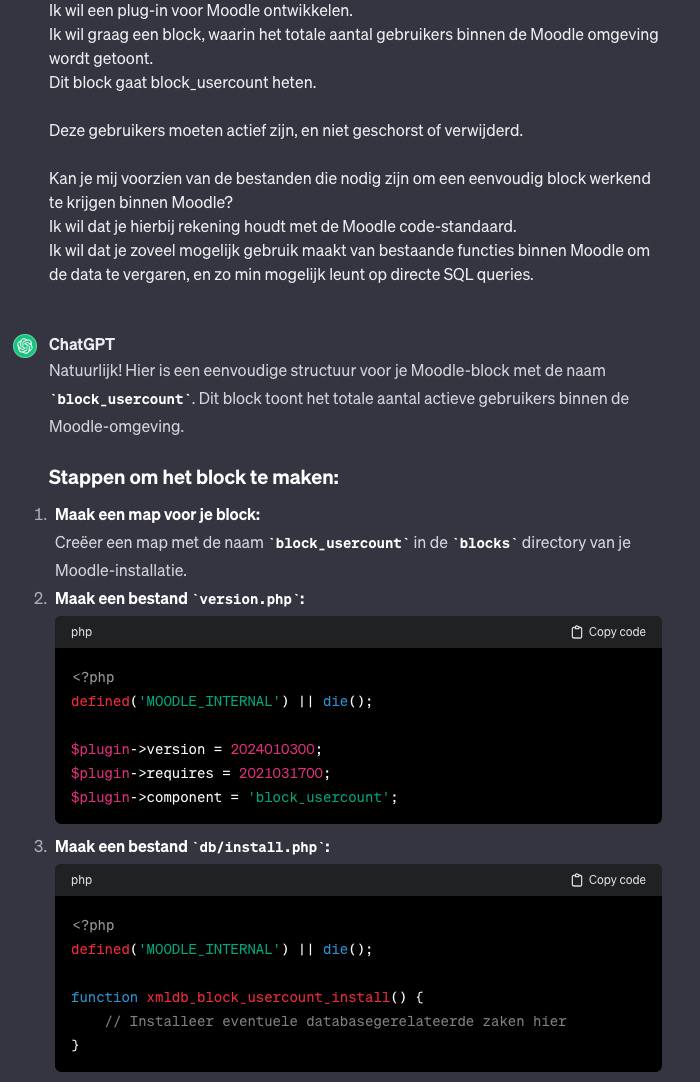 Ik wil een plug-in voor Moodle ontwikkelen.
Ik wil graag een block, waarin het totale aantal gebruikers binnen de Moodle omgeving
wordt getoont.
Dit block gaat block_usercount heten.
Deze gebruikers moeten actief zijn, en niet geschorst of verwijderd.
Kan je mij voorzien van de bestanden die nodig zijn om een eenvoudig block werkend
te krijgen binnen Moodle?
Ik wil dat je hierbij rekening houdt met de Moodle code-standaard.
Ik wil dat je zoveel mogelijk gebruik maakt van bestaande functies binnen Moodle om
de data te vergaren, en zo min mogelijk leunt op directe SQL queries.
ChatGPT
Natuurlijk! Hier is een eenvoudige structuur voor je Moodle-block met de naam
`block_usercount`. Dit block toont het totale aantal actieve gebruikers binnen de
Moodle-omgeving.
Stappen om het block te maken:
1. Maak een map voor je block:
Creëer een map met de naam `block_usercount` in de `blocks` directory van je
Moodle-installatie.
2. Maak een bestand `version.php`:
php Copy code
<?php
defined('MOODLE_INTERNAL') || die();
$plugin->version = 2024010300;
$plugin->requires = 2021031700;
$plugin->component = 'block_usercount';
3. Maak een bestand `db/install.php`:
php Copy code
<?php
defined('MOODLE_INTERNAL') || die();
function xmldb_block_usercount_install() {
    // Installeer eventuele databasegerelateerde zaken hier
}